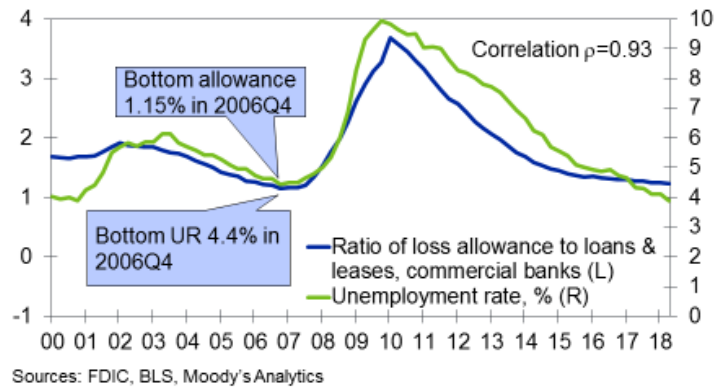 4
3
2
1
0
-1
10
9
8
7
6
5
4
3
2
1
0
Correlation ρ=0.93
Bottom allowance
1.15% in 2006Q4
Bottom UR 4.4% in
2006Q4
Ratio of loss allowance to loans &
leases, commercial banks (L)
Unemployment rate, % (R)
00 01 02 03 04 05 06 07 08 09 10 11 12 13 14 15 16 17 18
Sources: FDIC, BLS, Moody's Analytics